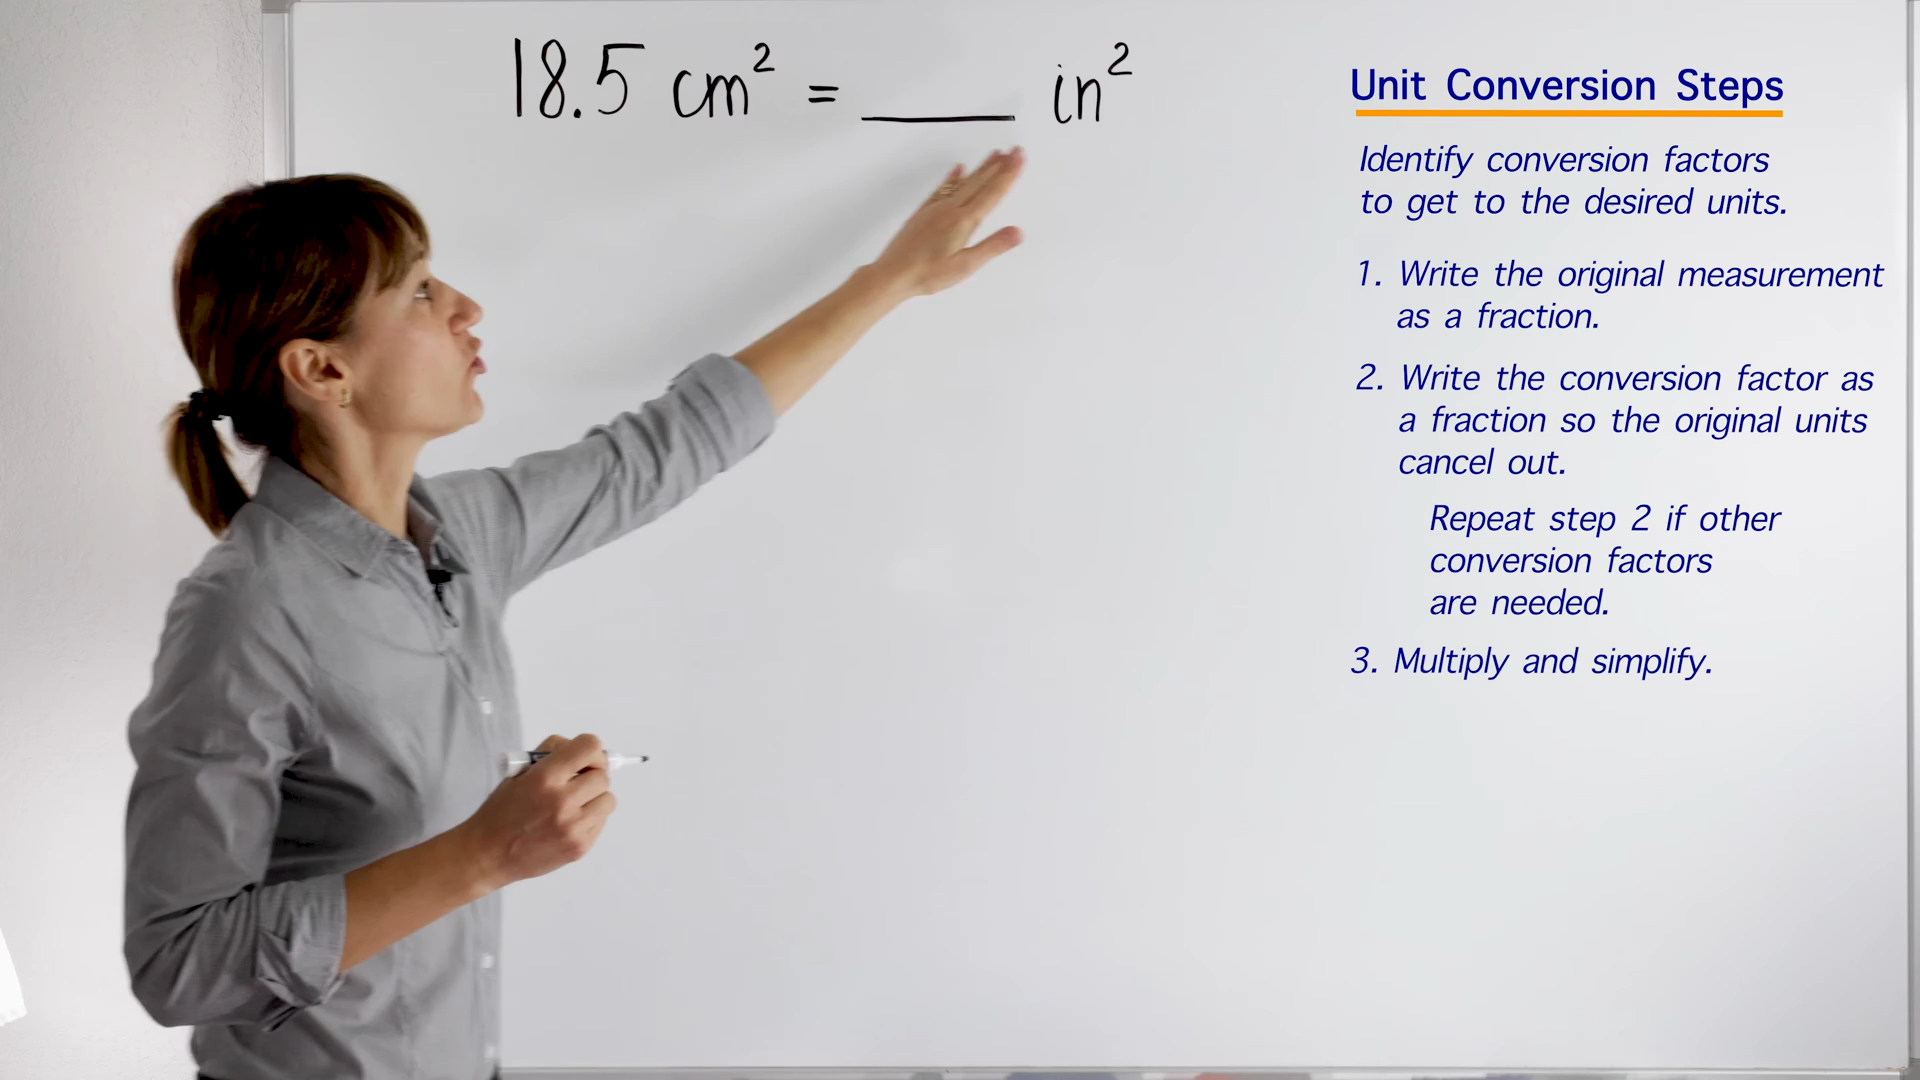 18.5 cm² = ____ in²
Unit Conversion Steps
Identify conversion factors
to get to the desired units.
1. Write the original measurement
as a fraction.
2. Write the conversion factor as
a fraction so the original units
cancel out.
Repeat step 2 if other
conversion factors
are needed.
3. Multiply and simplify.